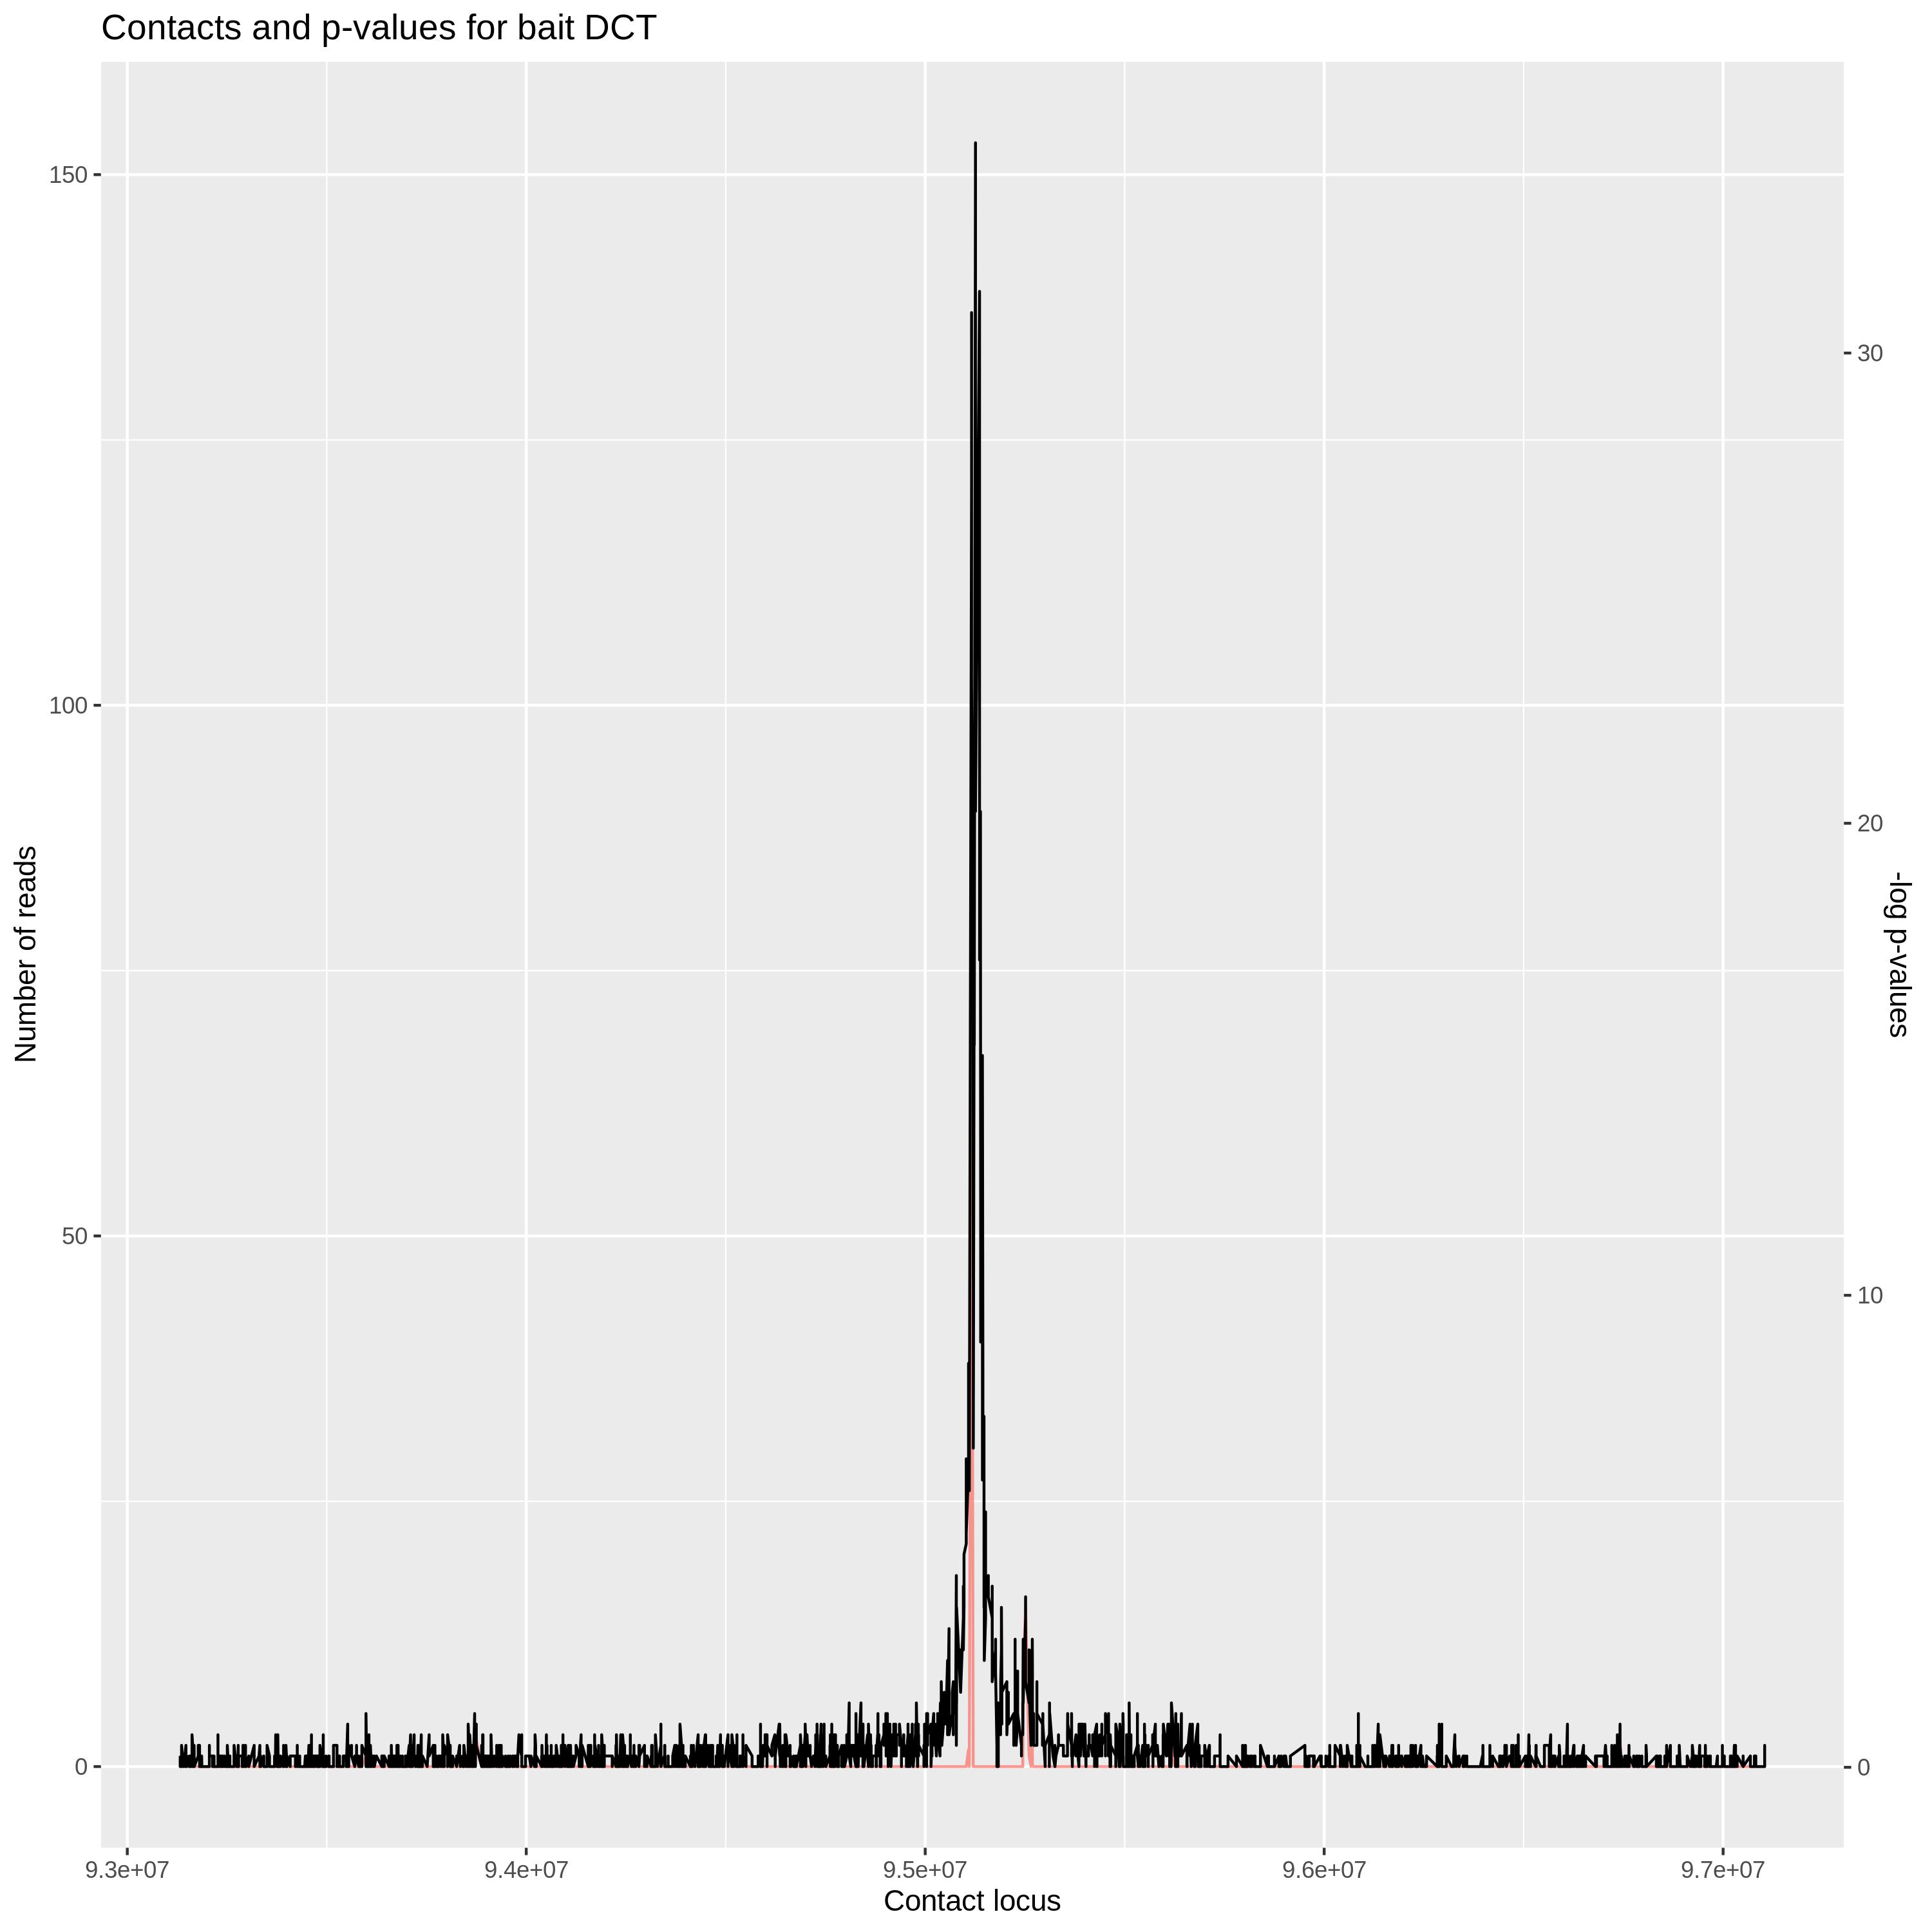 Contacts and p-values for bait DCT
150
100
50
0
Number of reads
30
20
10
0
-log p-values
9.3e+07
9.4e+07
9.5e+07
9.6e+07
9.7e+07
Contact locus